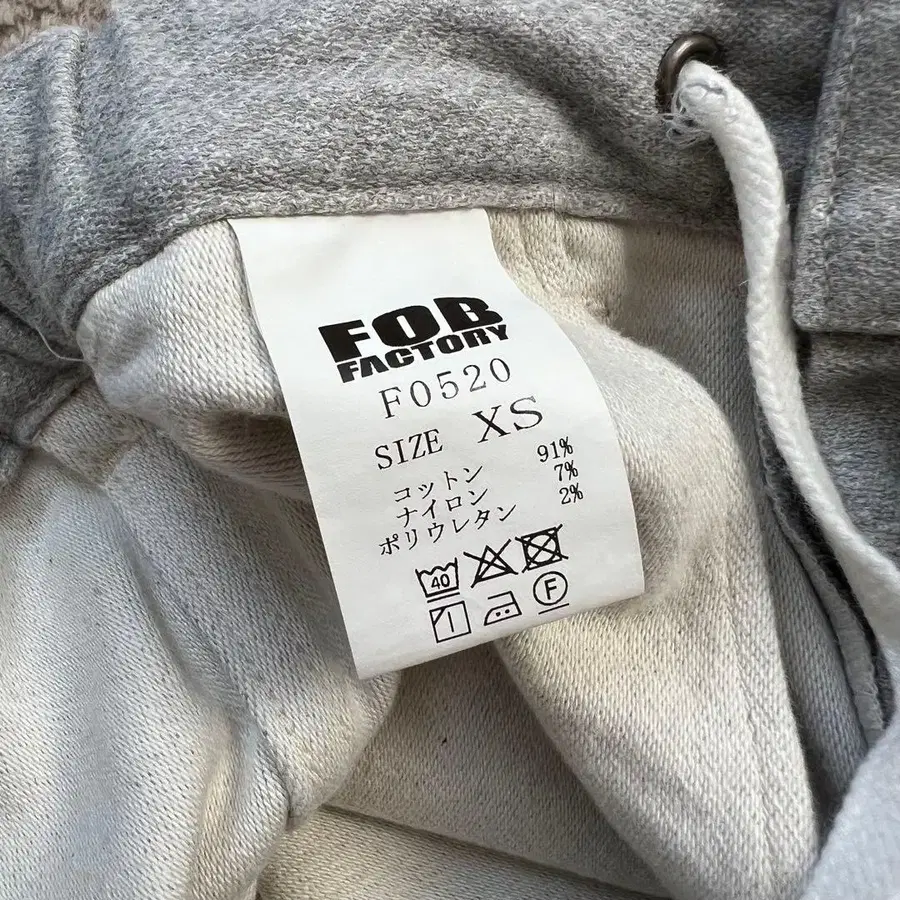 FOB
FACTORY
F0520
SIZE XS
コットン 91%
ナイロン 7%
ポリウレタン 2%
40
F